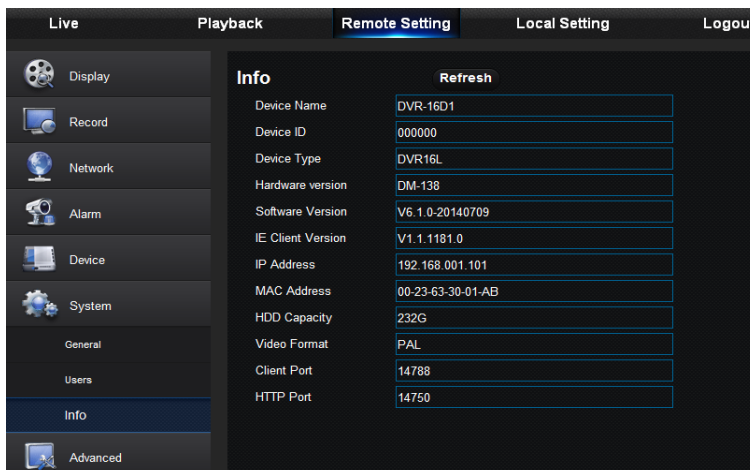 Live Playback Remote Setting Local Setting Logou
Display
Record
Network
Alarm
Device
System
General
Users
Info
Advanced
Info Refresh
Device Name DVR-16D1
Device ID 000000
Device Type DVR16L
Hardware version DM-138
Software Version V6.1.0-20140709
IE Client Version V1.1.1181.0
IP Address 192.168.001.101
MAC Address 00-23-63-30-01-AB
HDD Capacity 232G
Video Format PAL
Client Port 14788
HTTP Port 14750